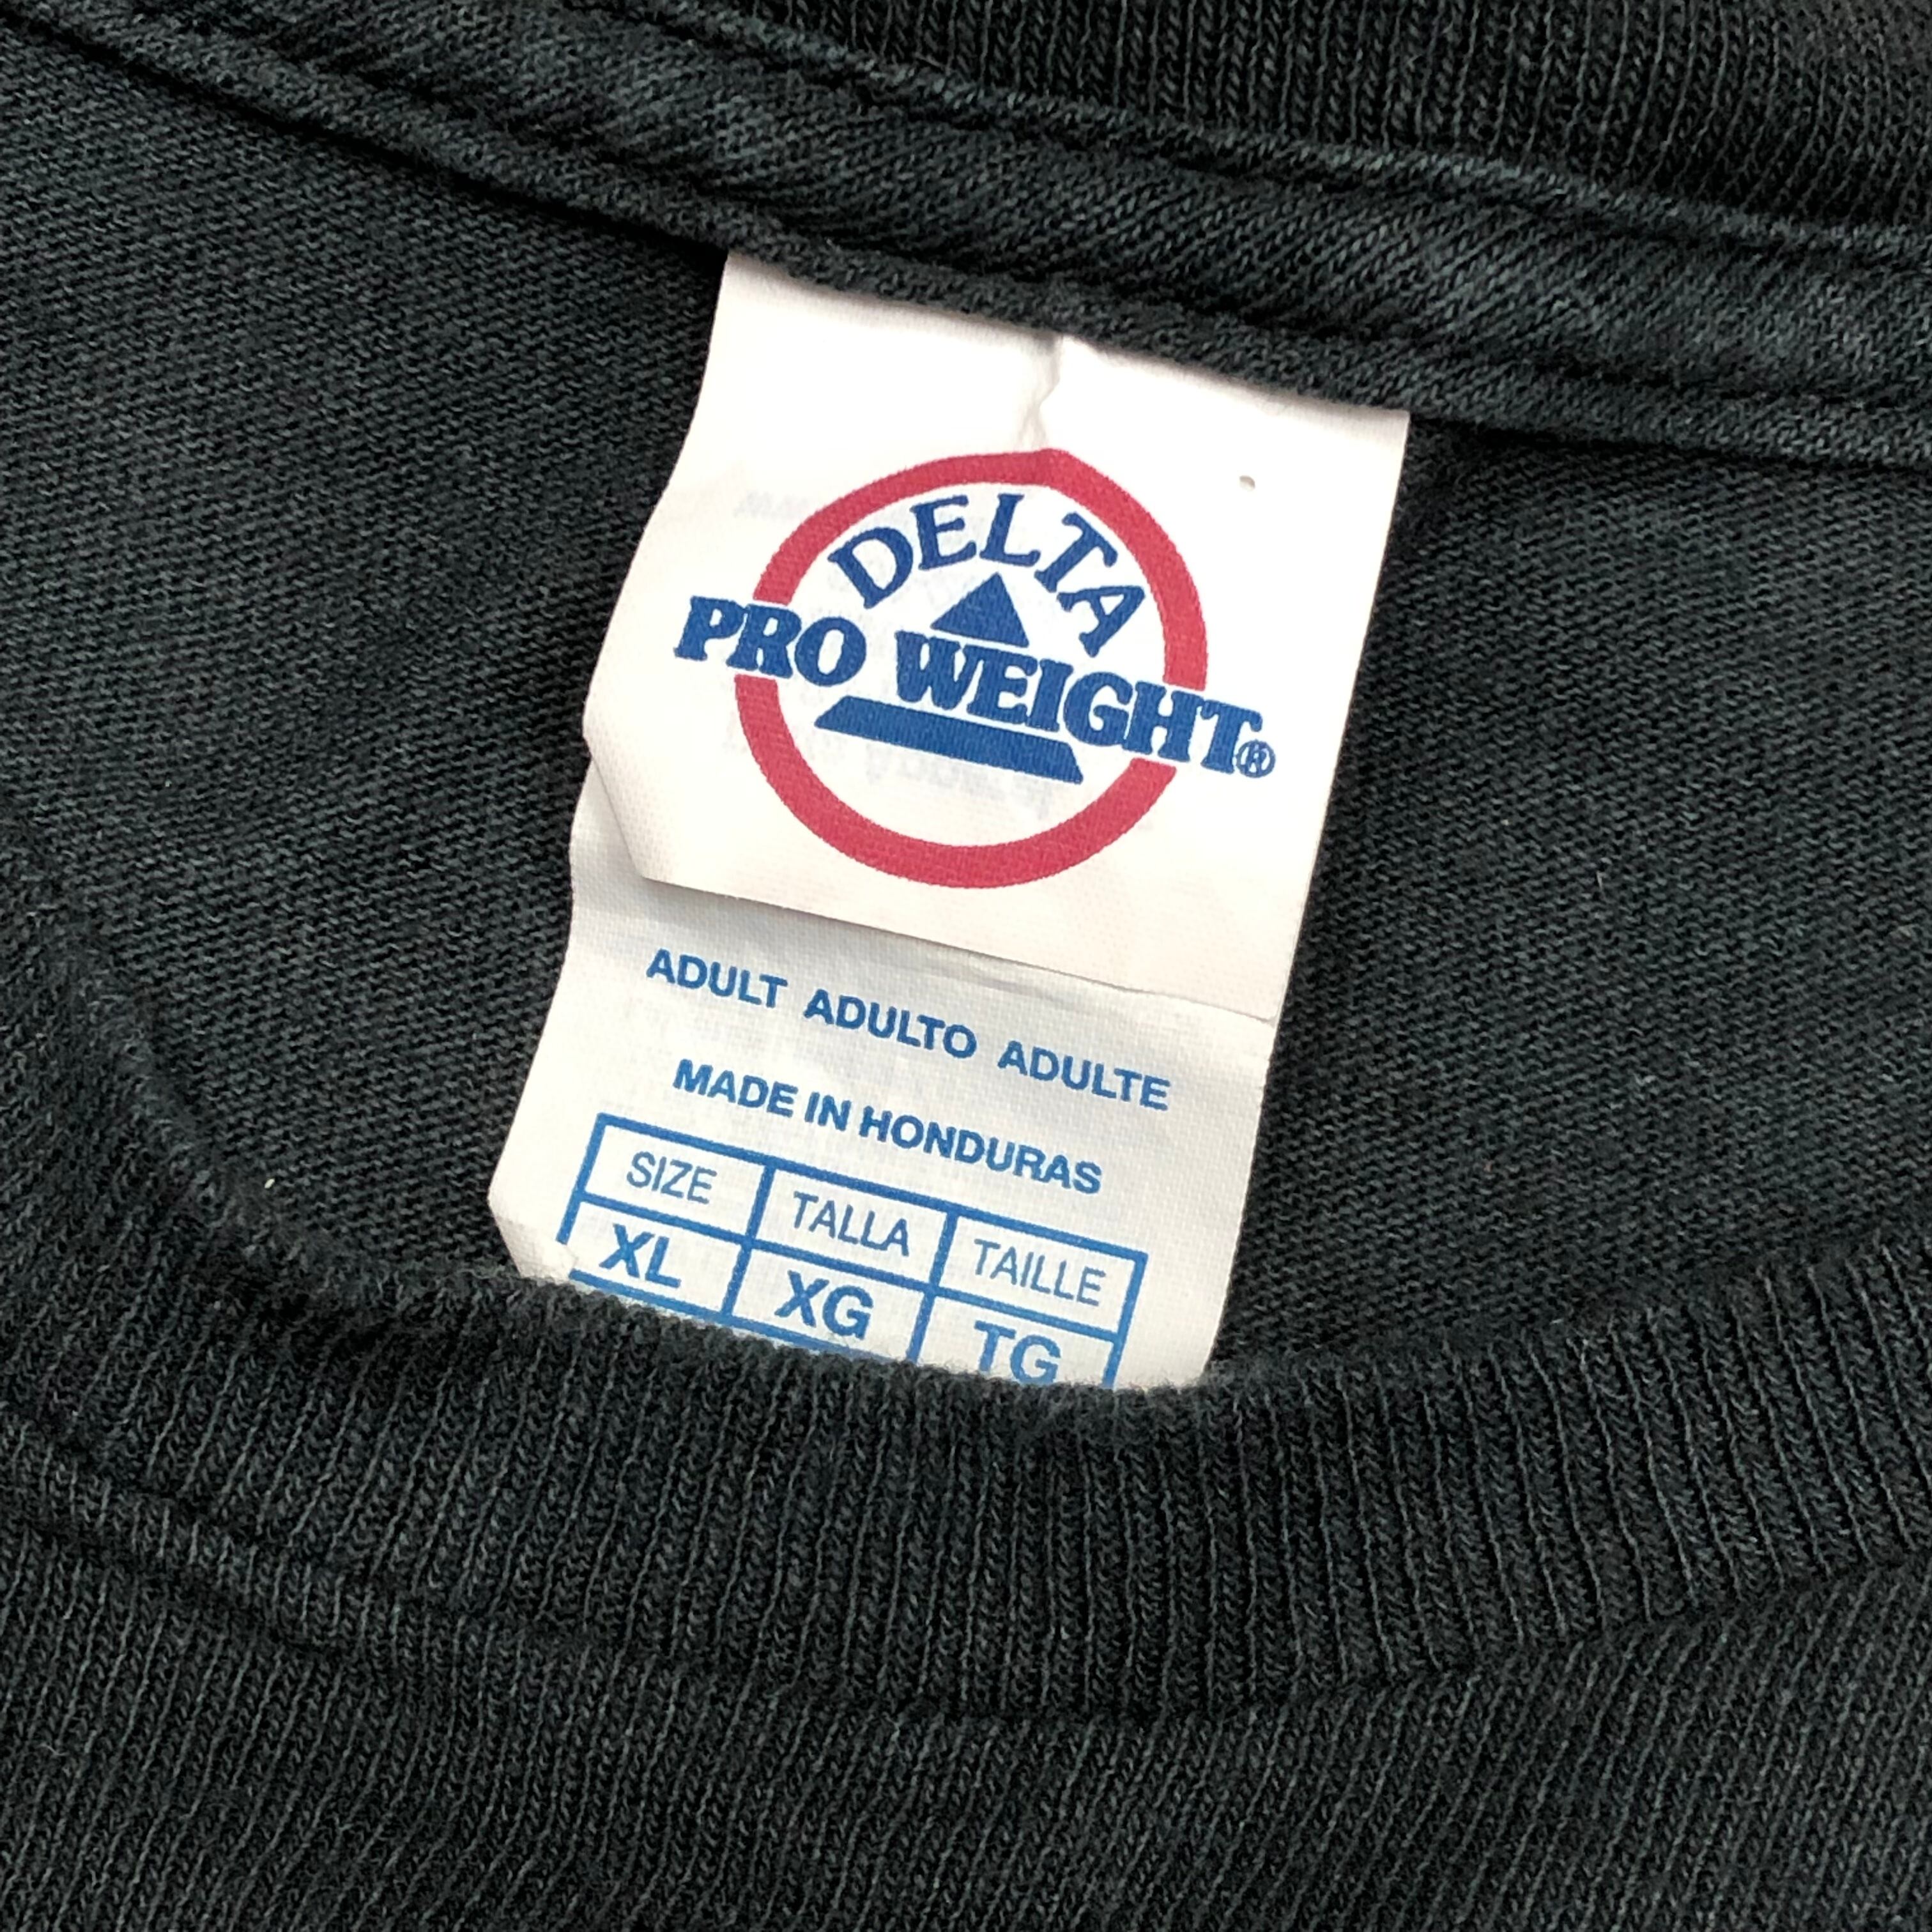 DELTA
PRO WEIGHT®
ADULT ADULTO ADULTE
MADE IN HONDURAS
SIZE TALLA TAILLE
XL XG TG